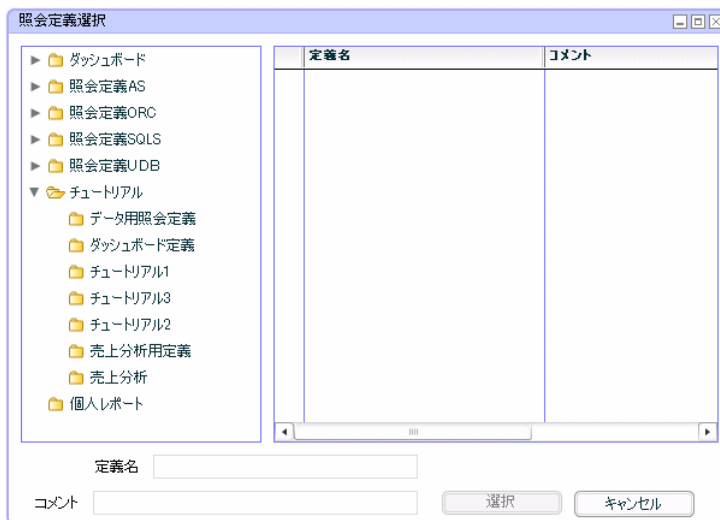 照会定義選択
ダッシュボード
照会定義AS
照会定義ORC
照会定義SQLS
照会定義UDB
チュートリアル
データ用照会定義
ダッシュボード定義
チュートリアル1
チュートリアル3
チュートリアル2
売上分析用定義
売上分析
個人レポート
定義名 コメント
定義名
コメント
選択 キャンセル